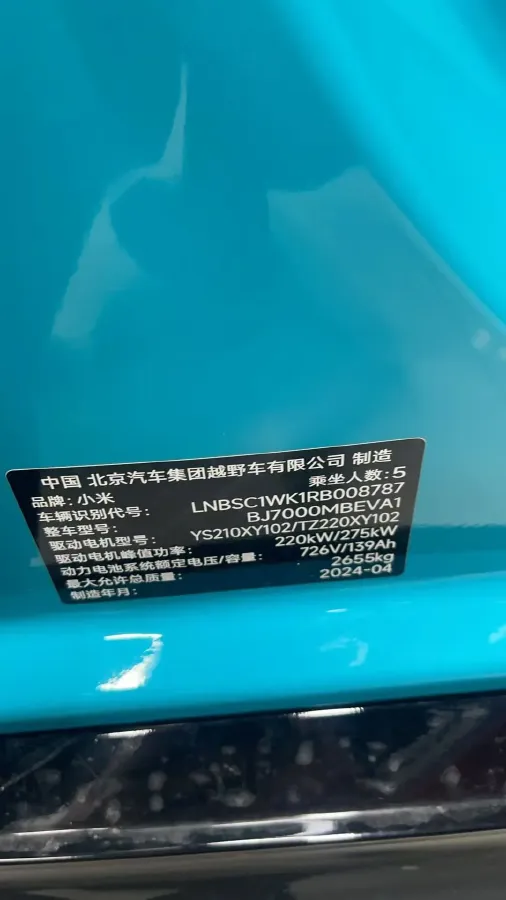 中国 北京汽车集团越野车有限公司 制造
品牌: 小米 乘坐人数: 5
车辆识别代号: LNBSC1WK1RB008787
整车型号: BJ7000MBEVA1
驱动电机型号: YS210XY102/TZ220XY102
驱动电机峰值功率: 220kW/275kW
动力电池系统额定电压/容量: 726V/139Ah
最大允许总质量: 2655kg
制造年月: 2024-04